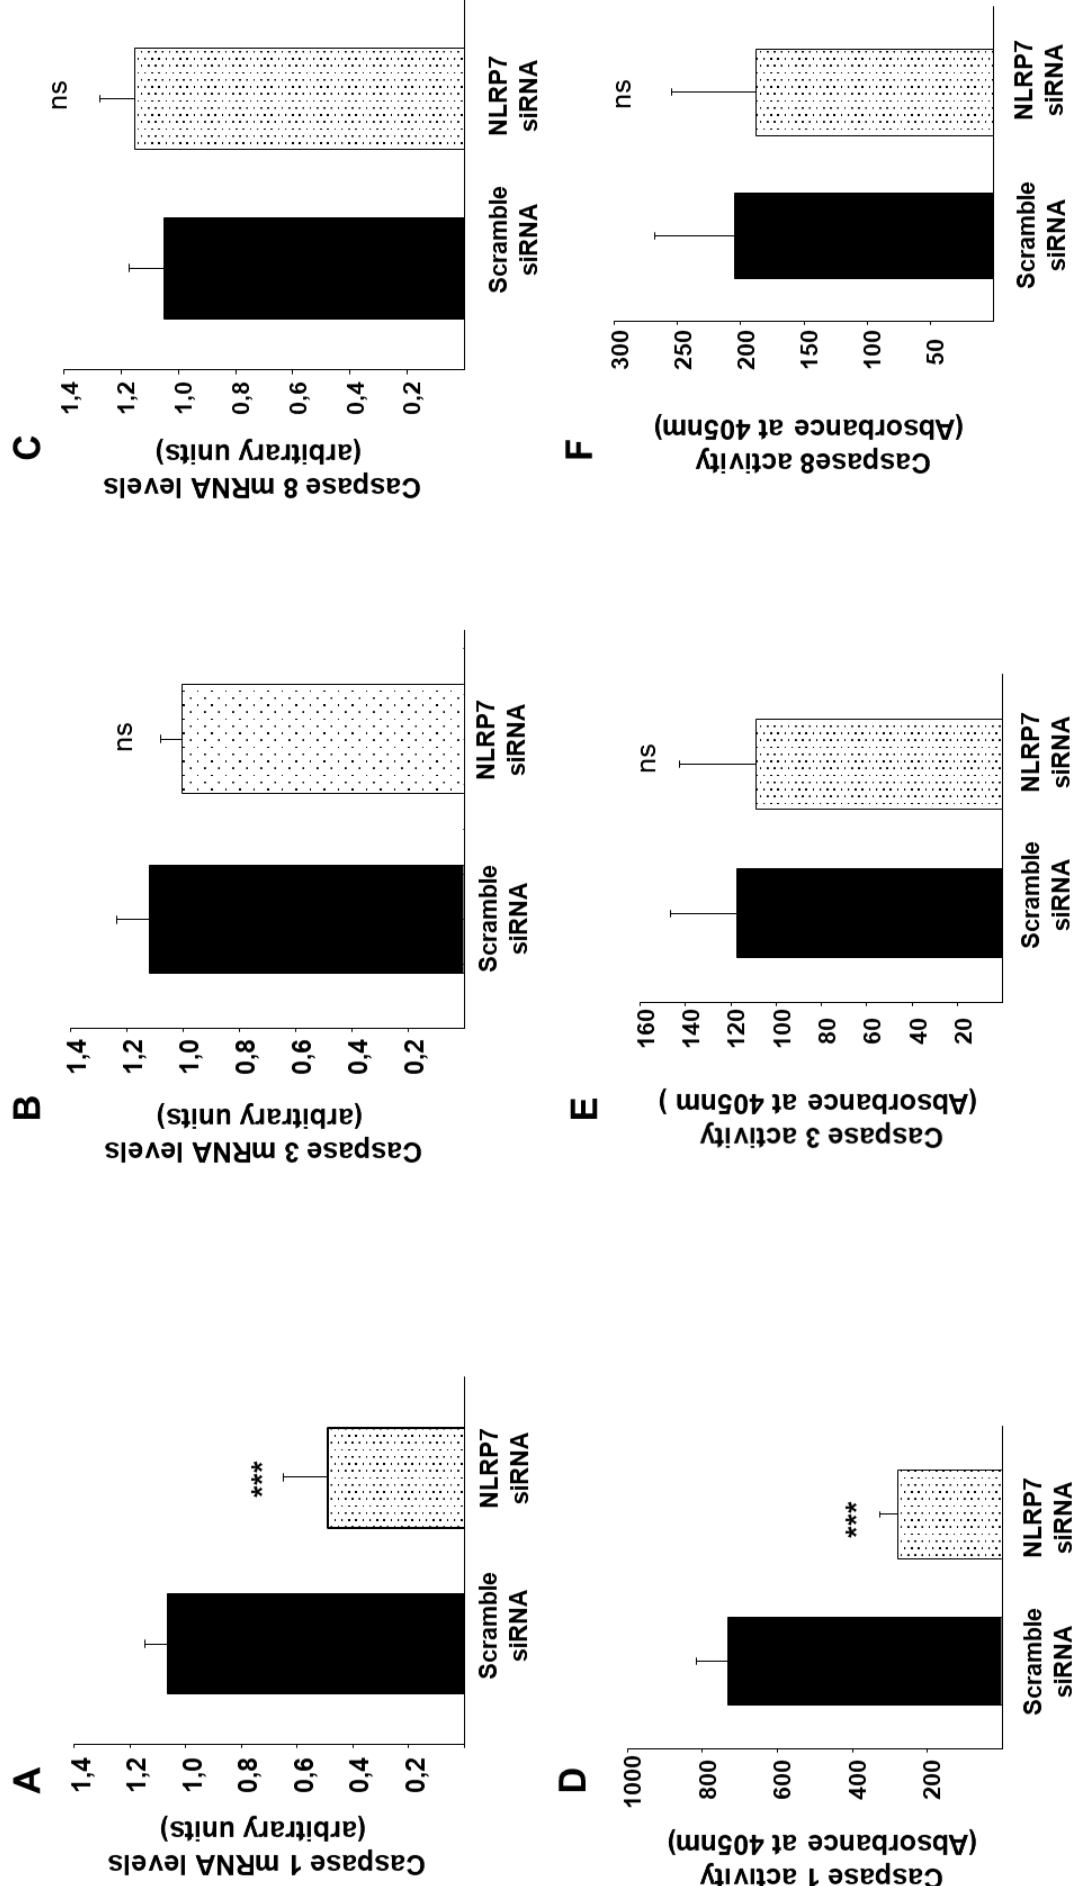 A
Caspase 1 mRNA levels
(arbitrary units)
1,4
1,2
1,0
0,8
0,6
0,4
0,2
***
Scramble
siRNA
NLRP7
siRNA
B
Caspase 3 mRNA levels
(arbitrary units)
1,4
1,2
1,0
0,8
0,6
0,4
0,2
ns
Scramble
siRNA
NLRP7
siRNA
C
Caspase 8 mRNA levels
(arbitrary units)
1,4
1,2
1,0
0,8
0,6
0,4
0,2
ns
Scramble
siRNA
NLRP7
siRNA
D
Caspase 1 activity
(Absorbance at 405nm)
1000
800
600
400
200
***
Scramble
siRNA
NLRP7
siRNA
E
Caspase 3 activity
(Absorbance at 405nm )
160
140
120
100
80
60
40
20
ns
Scramble
siRNA
NLRP7
siRNA
F
Caspase8 activity
(Absorbance at 405nm)
300
250
200
150
100
50
ns
Scramble
siRNA
NLRP7
siRNA